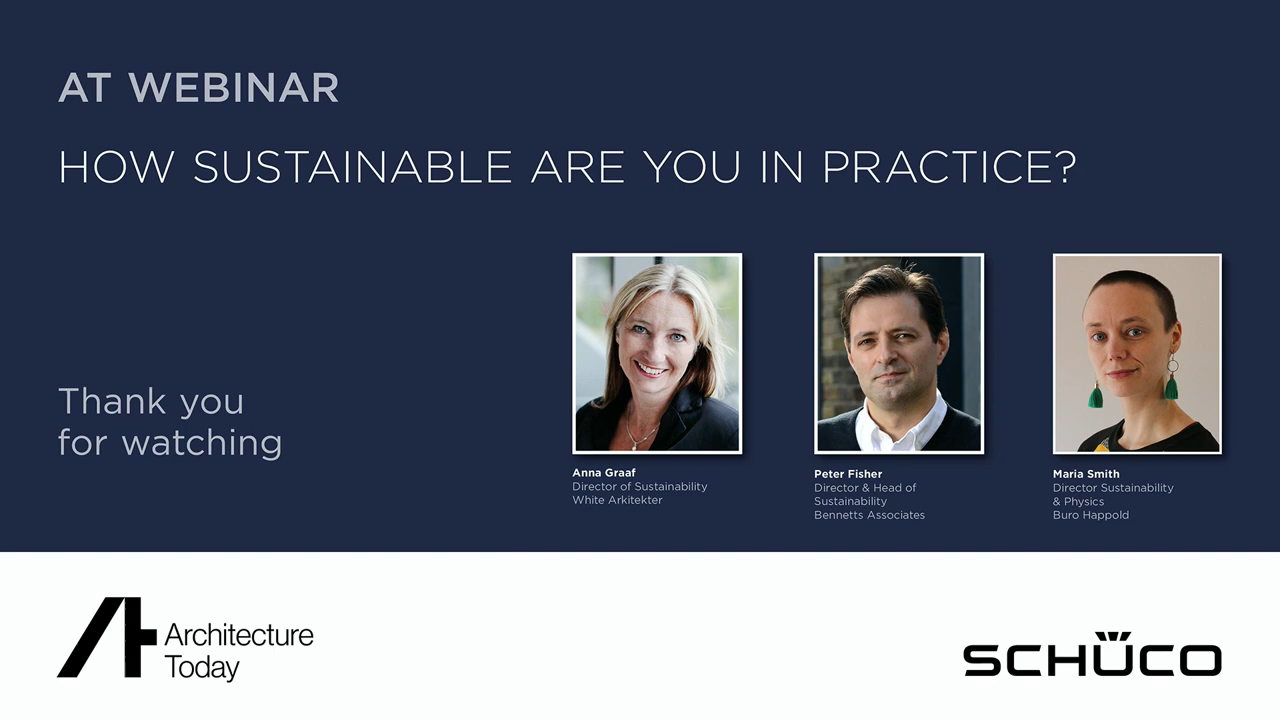 AT WEBINAR
HOW SUSTAINABLE ARE YOU IN PRACTICE?
Thank you
for watching
Anna Graaf
Director of Sustainability
White Arkitekter
Peter Fisher
Director & Head of
Sustainability
Bennetts Associates
Maria Smith
Director Sustainability
& Physics
Buro Happold
Architecture
Today
SCHÜCO